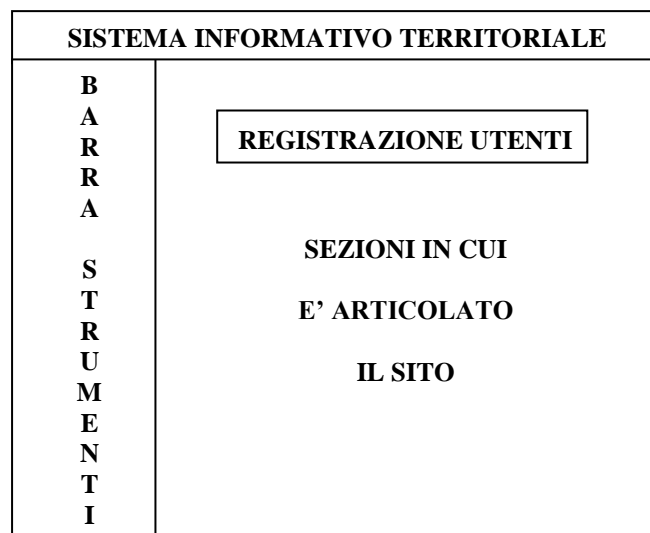 SISTEMA INFORMATIVO TERRITORIALE
B
A
R
R
A
S
T
R
U
M
E
N
T
I
REGISTRAZIONE UTENTI
SEZIONI IN CUI
E’ ARTICOLATO
IL SITO